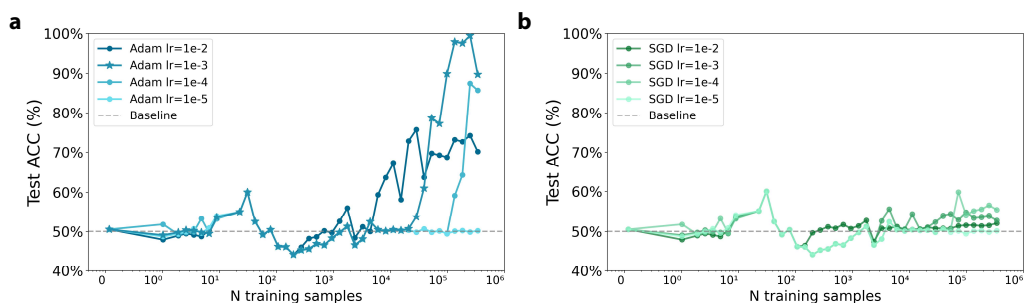 a
100%
90%
80%
70%
60%
50%
40%
Test ACC (%)
Adam lr=1e-2
Adam lr=1e-3
Adam lr=1e-4
Adam lr=1e-5
Baseline
0 10⁰ 10¹ 10² 10³ 10⁴ 10⁵ 10⁶
N training samples
b
100%
90%
80%
70%
60%
50%
40%
Test ACC (%)
SGD lr=1e-2
SGD lr=1e-3
SGD lr=1e-4
SGD lr=1e-5
Baseline
0 10⁰ 10¹ 10² 10³ 10⁴ 10⁵ 10⁶
N training samples